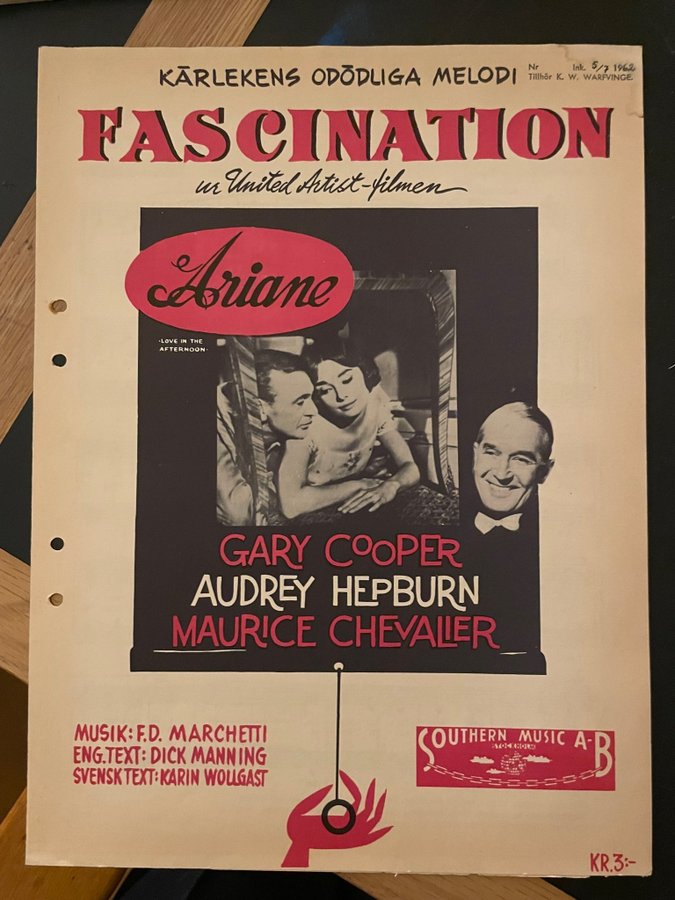 KÄRLEKENS ODÖDLIGA MELODI
Nr Ink. 5/7 1962
Tillhör K. W. WARFVINGE
FASCINATION
ur United Artist-filmen
Ariane
·LOVE IN THE
AFTERNOON·
GARY COOPER
AUDREY HEPBURN
MAURICE CHEVALIER
MUSIK: F.D. MARCHETTI
ENG.TEXT: DICK MANNING
SVENSK TEXT: KARIN WOLLGAST
SOUTHERN MUSIC A-B
STOCKHOLM
KR.3:-